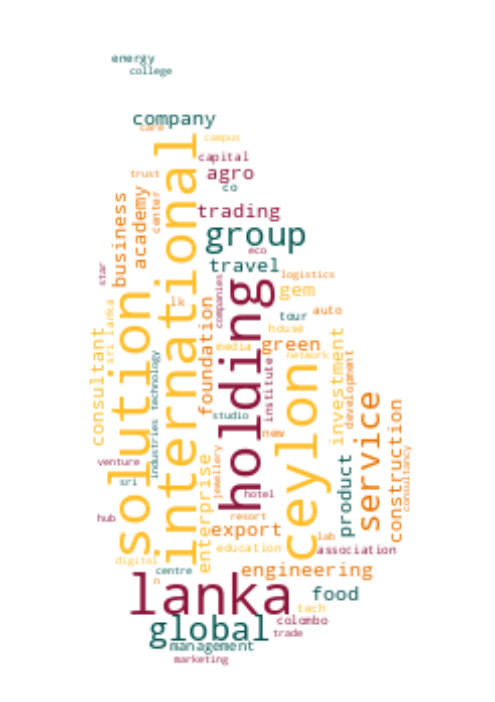 energy
college
company
care
campus
international
capital
trust
agro
co
academy
business
center
trading
group
eco
travel
star
logistics
companies
holding
gem
solution
lk
foundation
sri lanka
tour
auto
house
consultant
media
green
network
investment
technology
development
institute
ceylon
studio
service
new
industries
construction
consultancy
enterprise
jewellery
product
venture
sri
hotel
hub
resort
export
lab
education
association
digital
centre
engineering
n
lanka
food
tech
global
colombo
trade
management
marketing